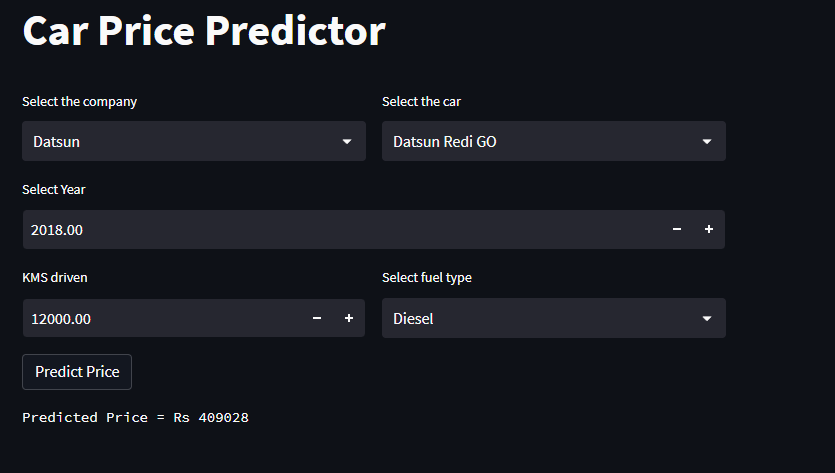 Car Price Predictor
Select the company
Select the car
Datsun
Datsun Redi GO
Select Year
2018.00
KMS driven
Select fuel type
12000.00
Diesel
Predict Price
Predicted Price = Rs 409028